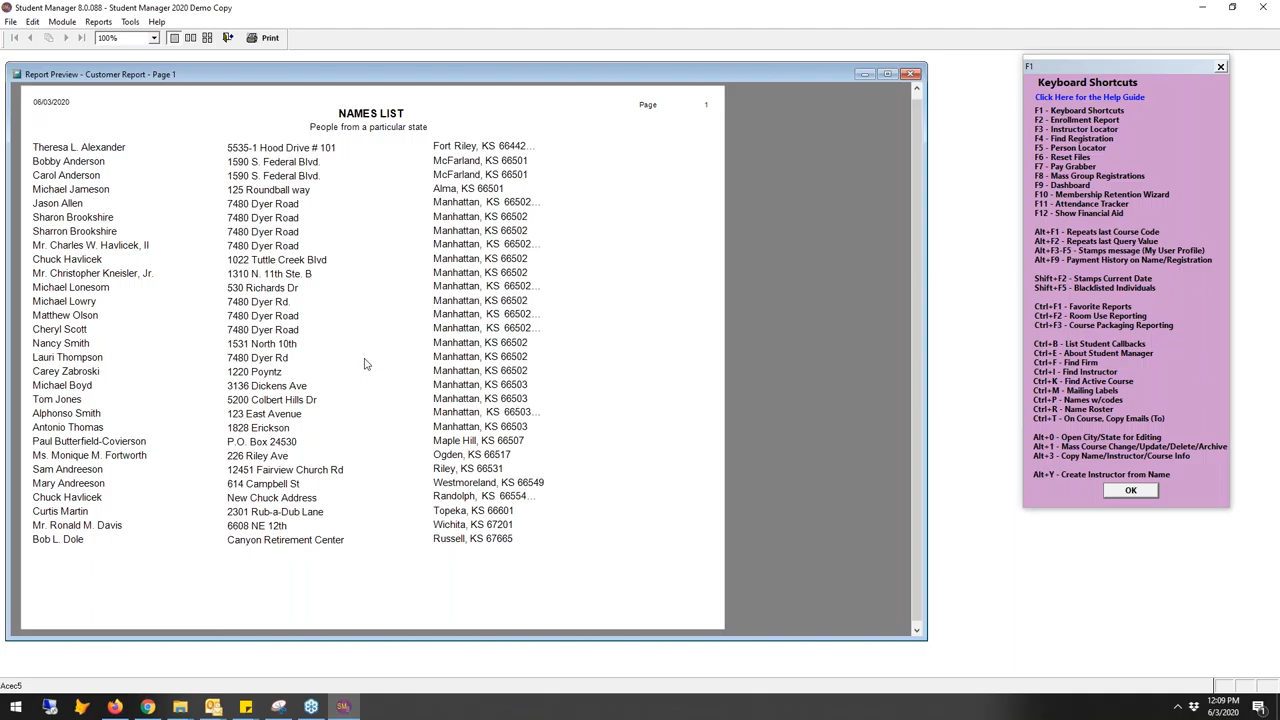 Student Manager 8.0.088 - Student Manager 2020 Demo Copy
File Edit Module Reports Tools Help
100% Print
Report Preview - Customer Report - Page 1
06/03/2020 Page 1
NAMES LIST
People from a particular state
Theresa L. Alexander 5535-1 Hood Drive # 101 Fort Riley, KS 66442...
Bobby Anderson 1590 S. Federal Blvd. McFarland, KS 66501
Carol Anderson 1590 S. Federal Blvd. McFarland, KS 66501
Michael Jameson 125 Roundball way Alma, KS 66501
Jason Allen 7480 Dyer Road Manhattan, KS 66502...
Sharon Brookshire 7480 Dyer Road Manhattan, KS 66502
Sharron Brookshire 7480 Dyer Road Manhattan, KS 66502
Mr. Charles W. Havlicek, II 7480 Dyer Road Manhattan, KS 66502...
Chuck Havlicek 1022 Tuttle Creek Blvd Manhattan, KS 66502
Mr. Christopher Kneisler, Jr. 1310 N. 11th Ste. B Manhattan, KS 66502
Michael Lonesom 530 Richards Dr Manhattan, KS 66502...
Michael Lowry 7480 Dyer Rd. Manhattan, KS 66502
Matthew Olson 7480 Dyer Road Manhattan, KS 66502...
Cheryl Scott 7480 Dyer Road Manhattan, KS 66502...
Nancy Smith 1531 North 10th Manhattan, KS 66502
Lauri Thompson 7480 Dyer Rd Manhattan, KS 66502
Carey Zabroski 1220 Poyntz Manhattan, KS 66502
Michael Boyd 3136 Dickens Ave Manhattan, KS 66503
Tom Jones 5200 Colbert Hills Dr Manhattan, KS 66503
Alphonso Smith 123 East Avenue Manhattan, KS 66503...
Antonio Thomas 1828 Erickson Manhattan, KS 66503
Paul Butterfield-Covierson P.O. Box 24530 Maple Hill, KS 66507
Ms. Monique M. Fortworth 226 Riley Ave Ogden, KS 66517
Sam Andreeson 12451 Fairview Church Rd Riley, KS 66531
Mary Andreeson 614 Campbell St Westmoreland, KS 66549
Chuck Havlicek New Chuck Address Randolph, KS 66554...
Curtis Martin 2301 Rub-a-Dub Lane Topeka, KS 66601
Mr. Ronald M. Davis 6608 NE 12th Wichita, KS 67201
Bob L. Dole Canyon Retirement Center Russell, KS 67665
F1
Keyboard Shortcuts
Click Here for the Help Guide
F1 - Keyboard Shortcuts
F2 - Enrollment Report
F3 - Instructor Locator
F4 - Find Registration
F5 - Person Locator
F6 - Reset Files
F7 - Pay Grabber
F8 - Mass Group Registrations
F9 - Dashboard
F10 - Membership Retention Wizard
F11 - Attendance Tracker
F12 - Show Financial Aid
Alt+F1 - Repeats last Course Code
Alt+F2 - Repeats last Query Value
Alt+F3-F5 - Stamps message (My User Profile)
Alt+F9 - Payment History on Name/Registration
Shift+F2 - Stamps Current Date
Shift+F5 - Blacklisted Individuals
Ctrl+F1 - Favorite Reports
Ctrl+F2 - Room Use Reporting
Ctrl+F3 - Course Packaging Reporting
Ctrl+B - List Student Callbacks
Ctrl+E - About Student Manager
Ctrl+F - Find Firm
Ctrl+I - Find Instructor
Ctrl+K - Find Active Course
Ctrl+M - Mailing Labels
Ctrl+P - Names w/codes
Ctrl+R - Name Roster
Ctrl+T - On Course, Copy Emails (To)
Alt+0 - Open City/State for Editing
Alt+1 - Mass Course Change/Update/Delete/Archive
Alt+3 - Copy Name/Instructor/Course Info
Alt+Y - Create Instructor from Name
OK
Acec5
12:09 PM
6/3/2020